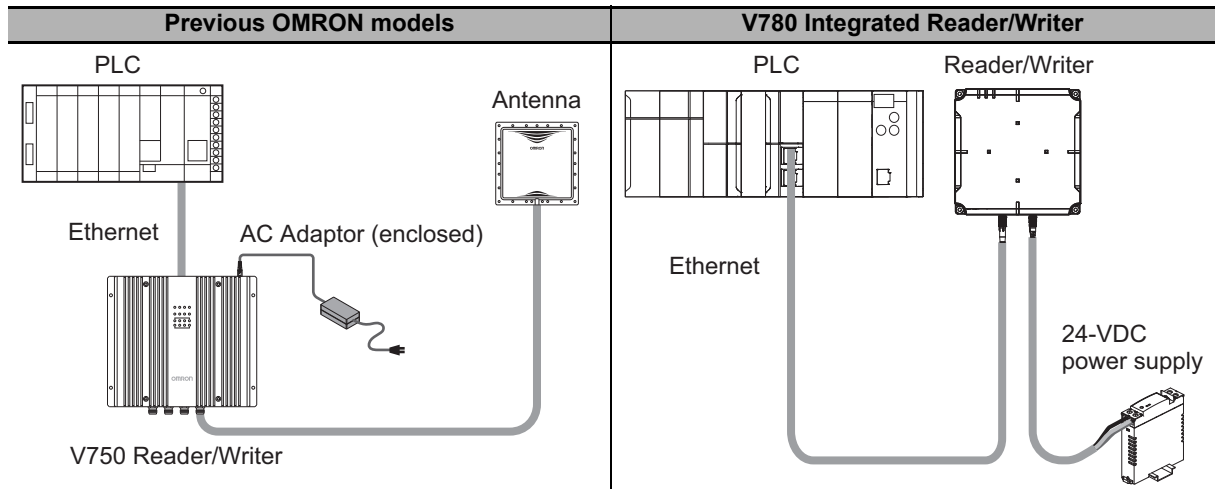 Previous OMRON models
V780 Integrated Reader/Writer
PLC
Antenna
OMRON
Ethernet
AC Adaptor (enclosed)
omron
V750 Reader/Writer
PLC
Reader/Writer
Ethernet
24-VDC
power supply